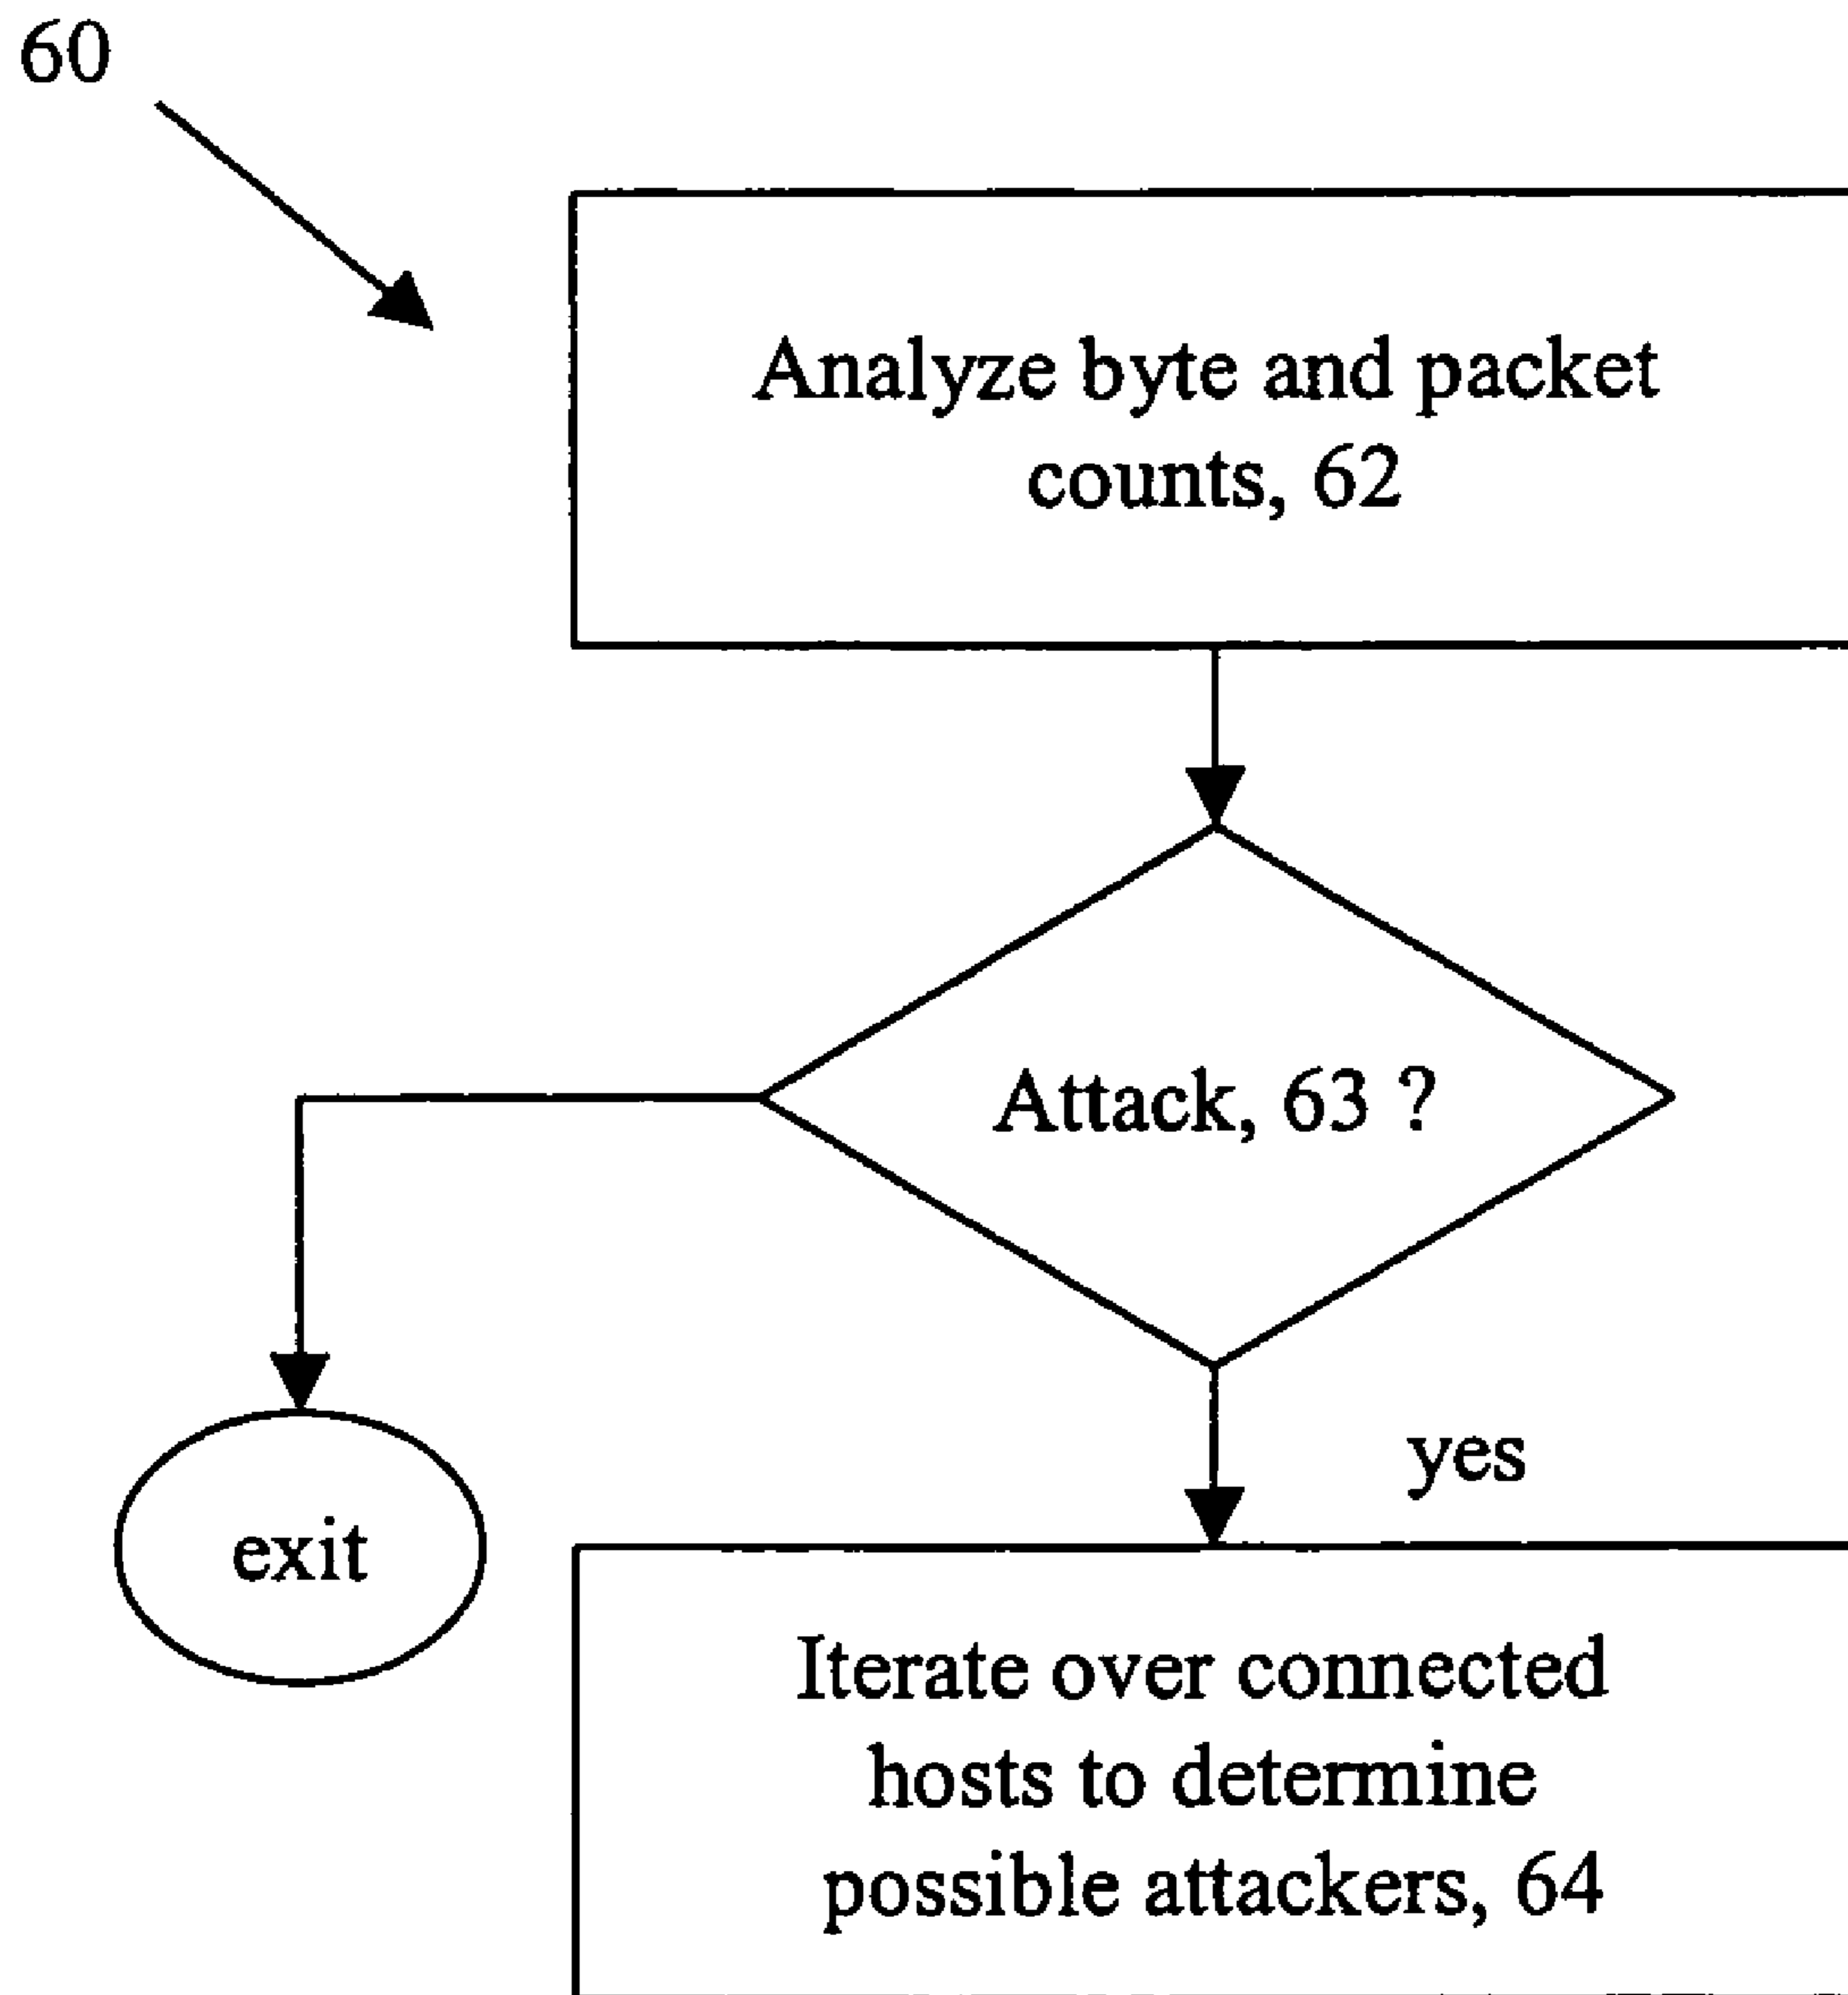 60
Analyze byte and packet
counts, 62
Attack, 63 ?
yes
exit
Iterate over connected
hosts to determine
possible attackers, 64